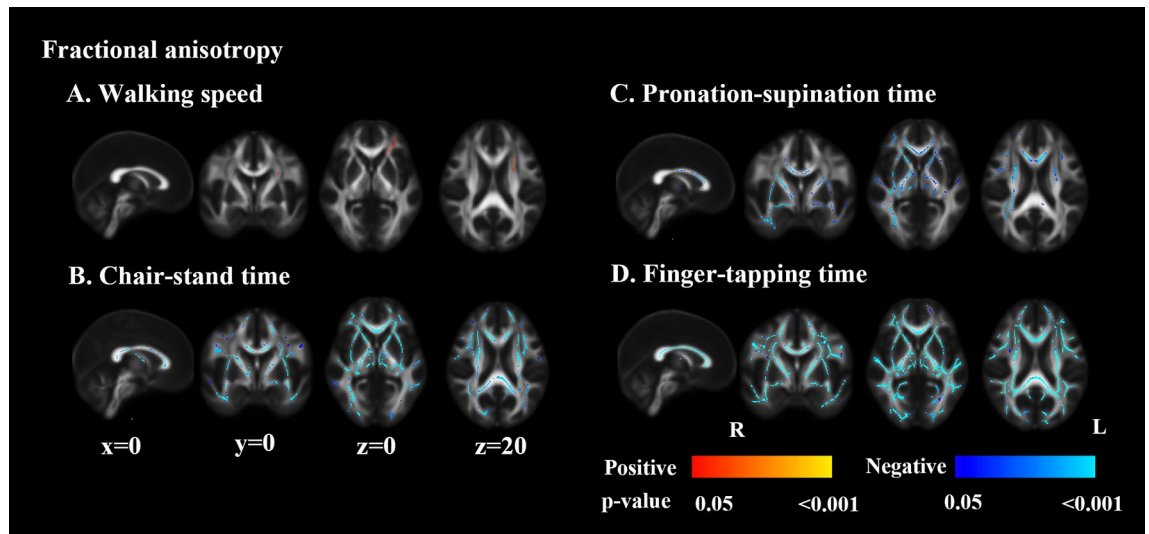 Fractional anisotropy
A. Walking speed
B. Chair-stand time
x=0 y=0 z=0 z=20
C. Pronation-supination time
D. Finger-tapping time
R L
Positive Negative
p-value 0.05 <0.001 0.05 <0.001